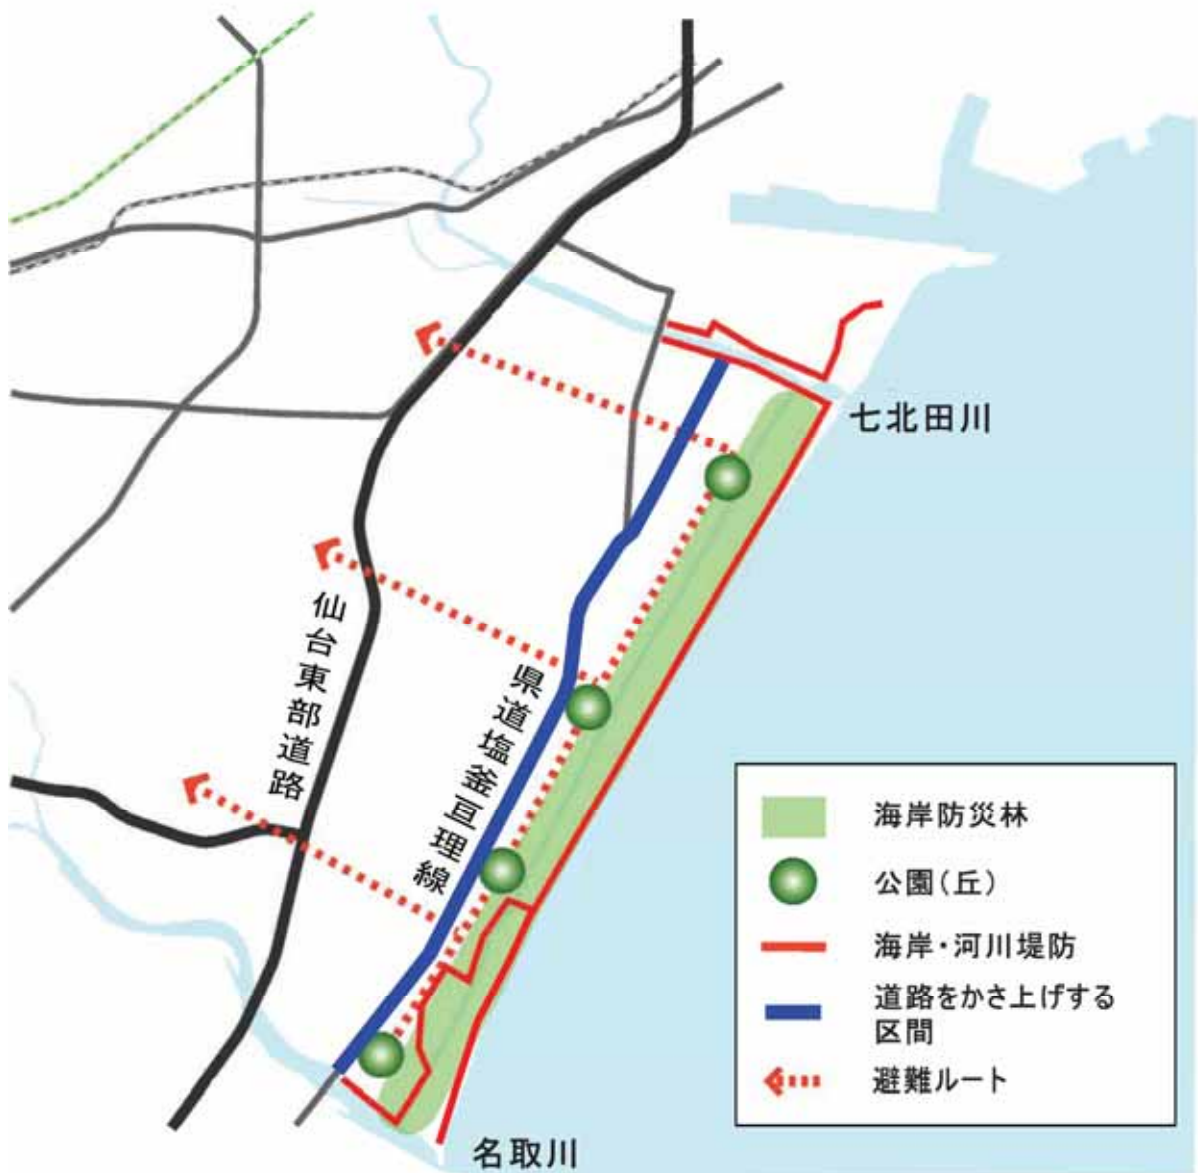 七北田川
仙台東部道路
県道塩釜亘理線
海岸防災林
公園（丘）
海岸・河川堤防
道路をかさ上げする
区間
避難ルート
名取川